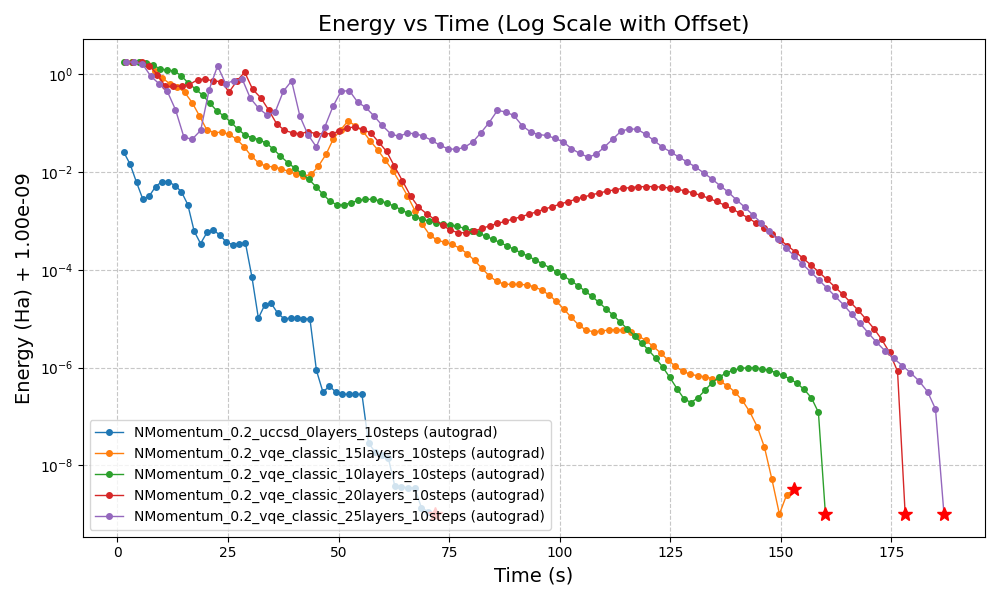 Energy vs Time (Log Scale with Offset)
Energy (Ha) + 1.00e-09
10⁰
10⁻²
10⁻⁴
10⁻⁶
10⁻⁸
NMomentum_0.2_uccsd_0layers_10steps (autograd)
NMomentum_0.2_vqe_classic_15layers_10steps (autograd)
NMomentum_0.2_vqe_classic_10layers_10steps (autograd)
NMomentum_0.2_vqe_classic_20layers_10steps (autograd)
NMomentum_0.2_vqe_classic_25layers_10steps (autograd)
0 25 50 75 100 125 150 175
Time (s)